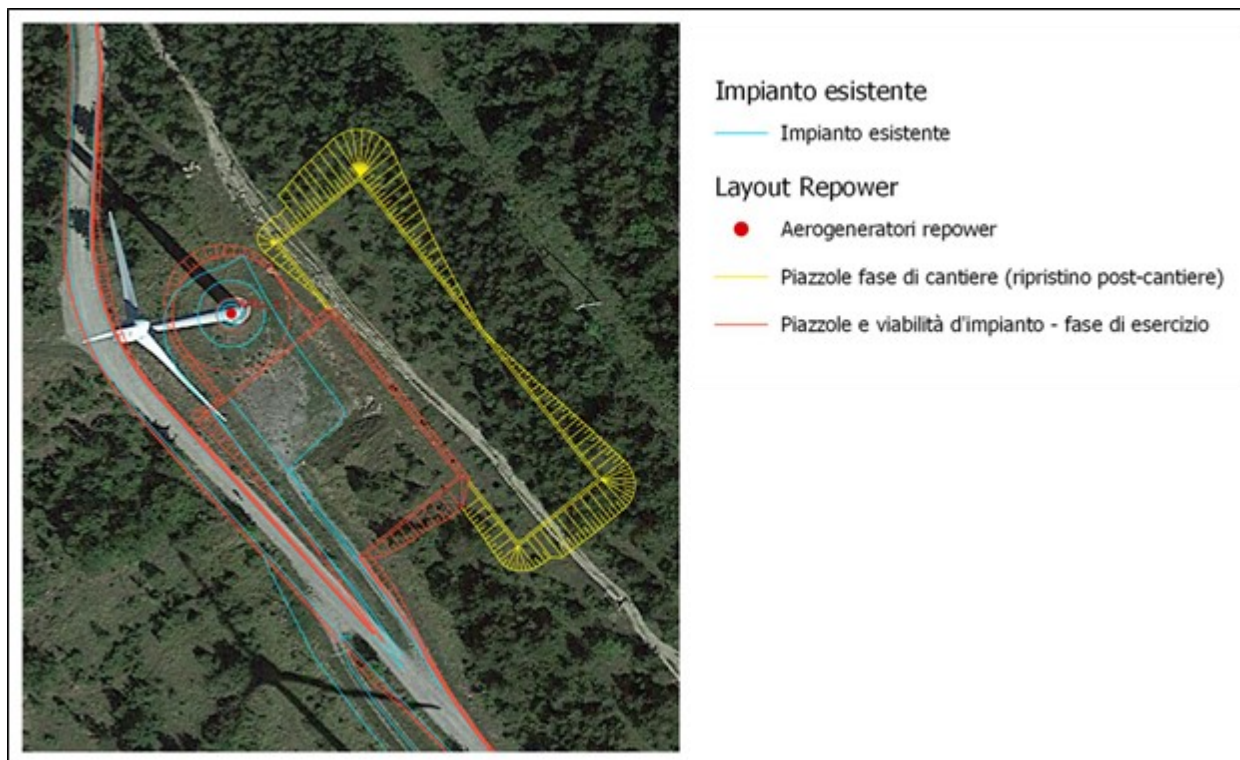 Impianto esistente
Impianto esistente
Layout Repower
Aerogeneratori repower
Piazzole fase di cantiere (ripristino post-cantiere)
Piazzole e viabilità d'impianto - fase di esercizio